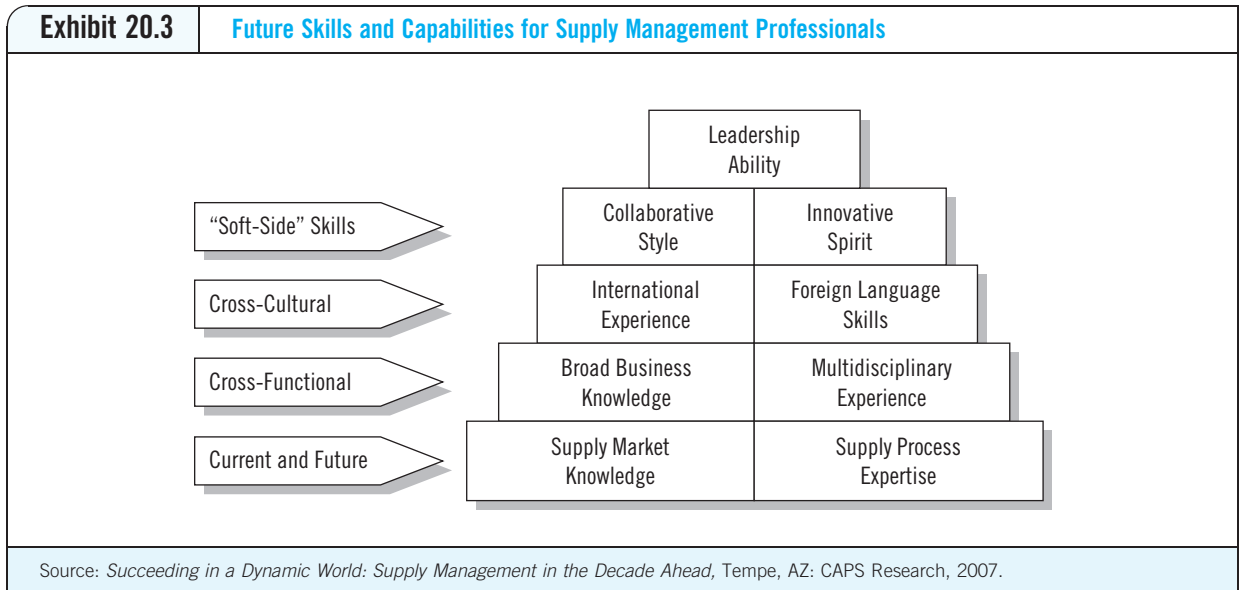 Exhibit 20.3
Future Skills and Capabilities for Supply Management Professionals
Leadership
Ability
"Soft-Side" Skills
Collaborative
Style
Innovative
Spirit
Cross-Cultural
International
Experience
Foreign Language
Skills
Cross-Functional
Broad Business
Knowledge
Multidisciplinary
Experience
Current and Future
Supply Market
Knowledge
Supply Process
Expertise
Source: Succeeding in a Dynamic World: Supply Management in the Decade Ahead, Tempe, AZ: CAPS Research, 2007.